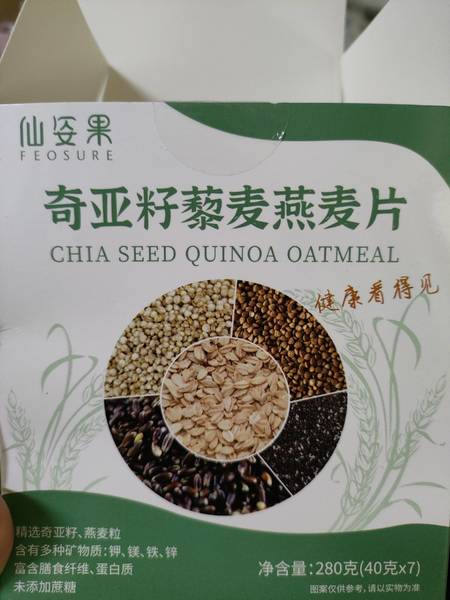 仙姿果
FEOSURE
奇亚籽藜麦燕麦片
CHIA SEED QUINOA OATMEAL
健康看得见
精选奇亚籽、燕麦粒
含有多种矿物质：钾、镁、铁、锌
富含膳食纤维、蛋白质
未添加蔗糖
净含量：280克(40克x7)
图案仅供参考，请以实物为准